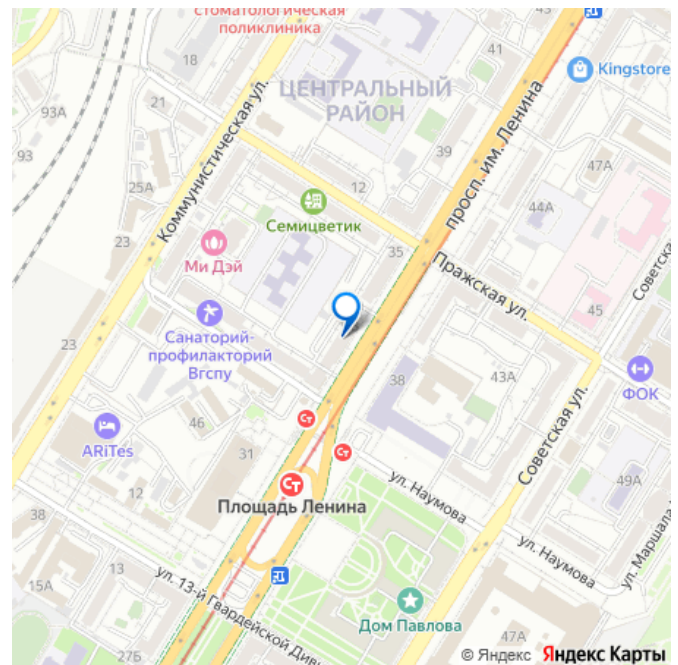 стоматологическая
поликлиника
41
43
18
ЦЕНТРАЛЬНЫЙ
РАЙОН
Kingstore
93А
21
93
25А
Коммунистическая ул.
39
просп. им. Ленина
47А
12
44А
Семицветик
23
Ми Дэй
35
Пражская ул.
Советска
45
Санаторий-
профилакторий
Вгспу
23
38
43А
ФОК
46
ARiTes
31
Советская ул.
49А
12
Площадь Ленина
ул. Наумова
38
ул. Наумова
ул. Маршала
13
15А
ул. 13-й Гвардейской Диви
Дом Павлова
27Б
47А
© Яндекс Яндекс Карты